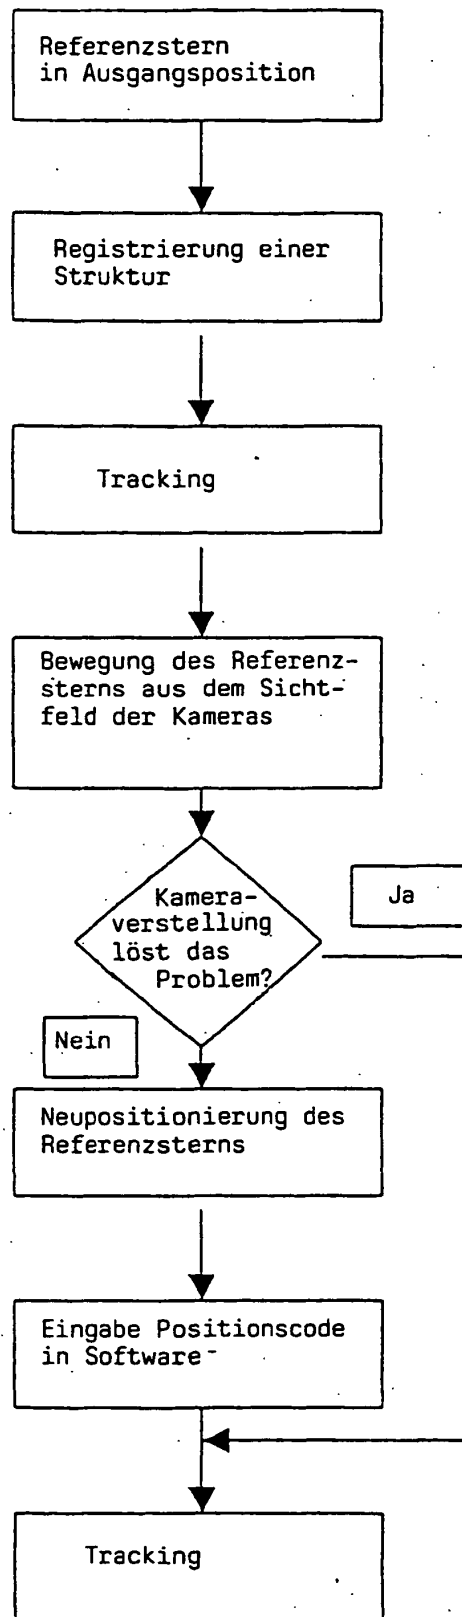 Referenzstern
in Ausgangsposition
Registrierung einer
Struktur
Tracking
Bewegung des Referenz-
sterns aus dem Sicht-
feld der Kameras
Kamera-
verstellung
löst das
Problem?
Ja
Nein
Neupositionierung des
Referenzsterns
Eingabe Positionscode
in Software
Tracking